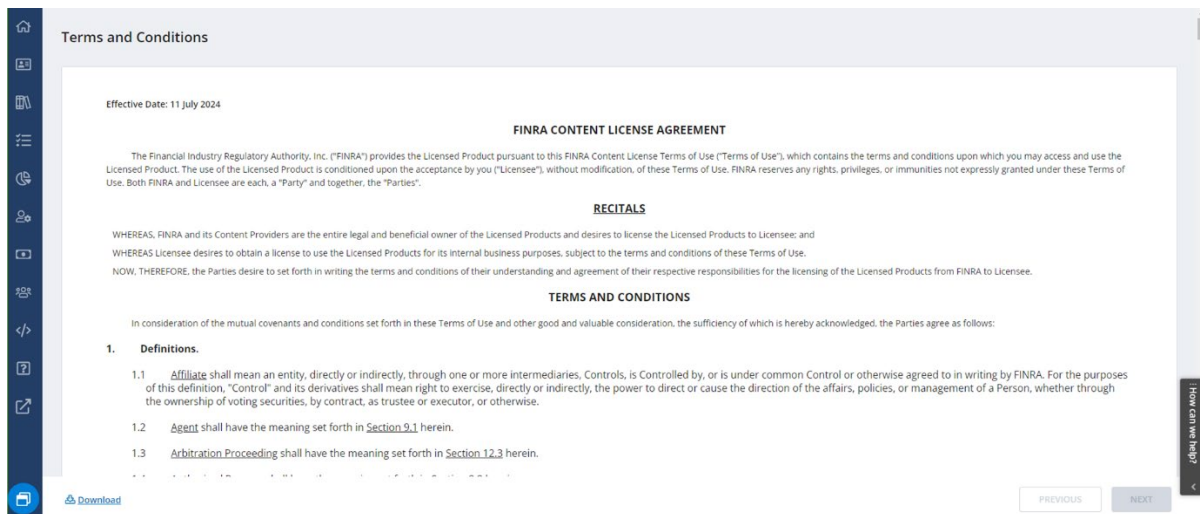 Terms and Conditions
Effective Date: 11 July 2024
FINRA CONTENT LICENSE AGREEMENT
The Financial Industry Regulatory Authority, Inc. ("FINRA") provides the Licensed Product pursuant to this FINRA Content License Terms of Use ("Terms of Use"), which contains the terms and conditions upon which you may access and use the
Licensed Product. The use of the Licensed Product is conditioned upon the acceptance by you ("Licensee"), without modification, of these Terms of Use. FINRA reserves any rights, privileges, or immunities not expressly granted under these Terms of
Use. Both FINRA and Licensee are each, a "Party" and together, the "Parties".
RECITALS
WHEREAS, FINRA and its Content Providers are the entire legal and beneficial owner of the Licensed Products and desires to license the Licensed Products to Licensee; and
WHEREAS Licensee desires to obtain a license to use the Licensed Products for its internal business purposes, subject to the terms and conditions of these Terms of Use.
NOW, THEREFORE, the Parties desire to set forth in writing the terms and conditions of their understanding and agreement of their respective responsibilities for the licensing of the Licensed Products from FINRA to Licensee.
TERMS AND CONDITIONS
In consideration of the mutual covenants and conditions set forth in these Terms of Use and other good and valuable consideration, the sufficiency of which is hereby acknowledged, the Parties agree as follows:
1. Definitions.
1.1 Affiliate shall mean an entity, directly or indirectly, through one or more intermediaries, Controls, is Controlled by, or is under common Control or otherwise agreed to in writing by FINRA. For the purposes
of this definition, "Control" and its derivatives shall mean right to exercise, directly or indirectly, the power to direct or cause the direction of the affairs, policies, or management of a Person, whether through
the ownership of voting securities, by contract, as trustee or executor, or otherwise.
1.2 Agent shall have the meaning set forth in Section 9.1 herein.
1.3 Arbitration Proceeding shall have the meaning set forth in Section 12.3 herein.
Download
PREVIOUS
NEXT
How can we help?